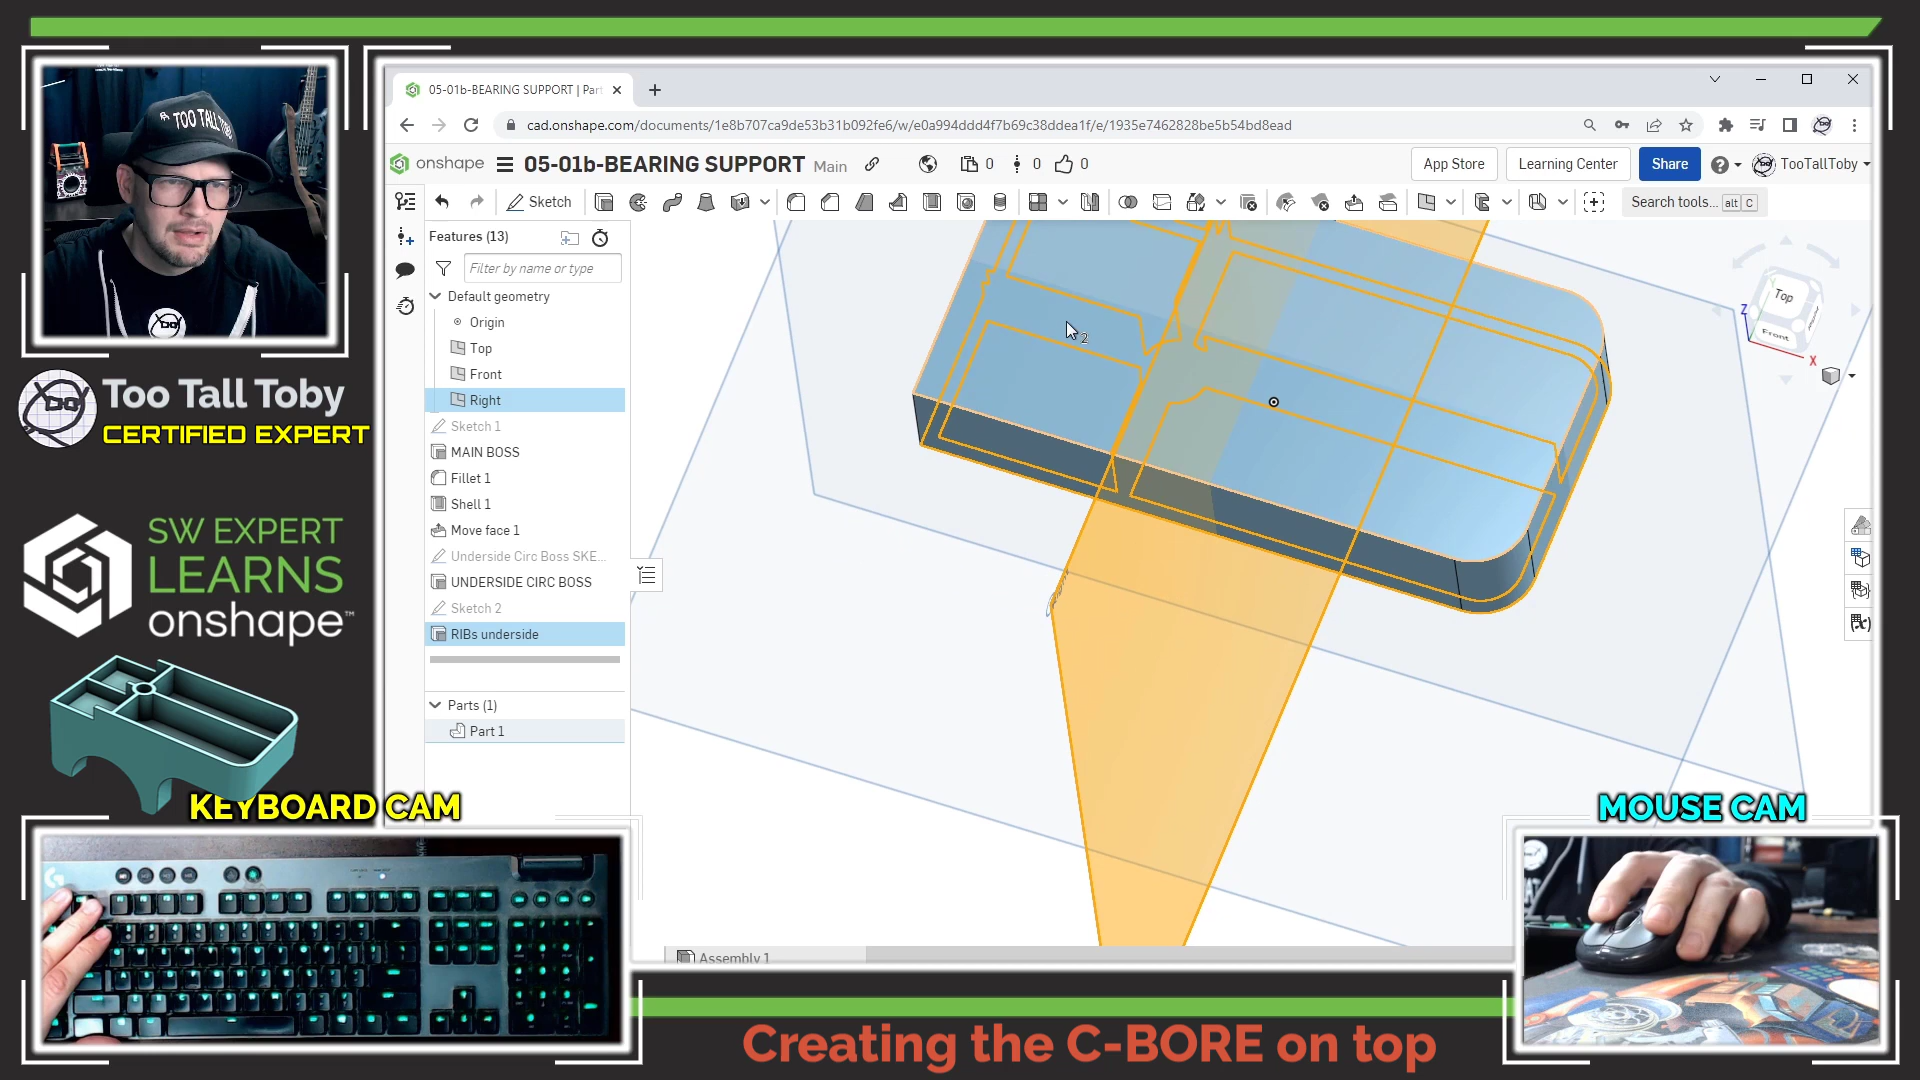 05-01b-BEARING SUPPORT | Part
cad.onshape.com/documents/1e8b707ca9de53b31b092fe6/w/e0a994ddd4f7b69c38ddea1f/e/1935e7462828be5b54bd8ead
onshape
05-01b-BEARING SUPPORT
Main
0
0
0
App Store
Learning Center
Share
TooTallToby
Sketch
Search tools...
alt
C
Features (13)
Filter by name or type
Default geometry
Origin
Top
Front
Right
Sketch 1
MAIN BOSS
Fillet 1
Shell 1
Move face 1
Underside Circ Boss SKE...
UNDERSIDE CIRC BOSS
Sketch 2
RIBs underside
Parts (1)
Part 1
2
Top
Front
Z
X
Assembly 1
TOO TALL TOBY
Too Tall Toby
CERTIFIED EXPERT
SW EXPERT
LEARNS
onshape™
KEYBOARD CAM
MOUSE CAM
Creating the C-BORE on top